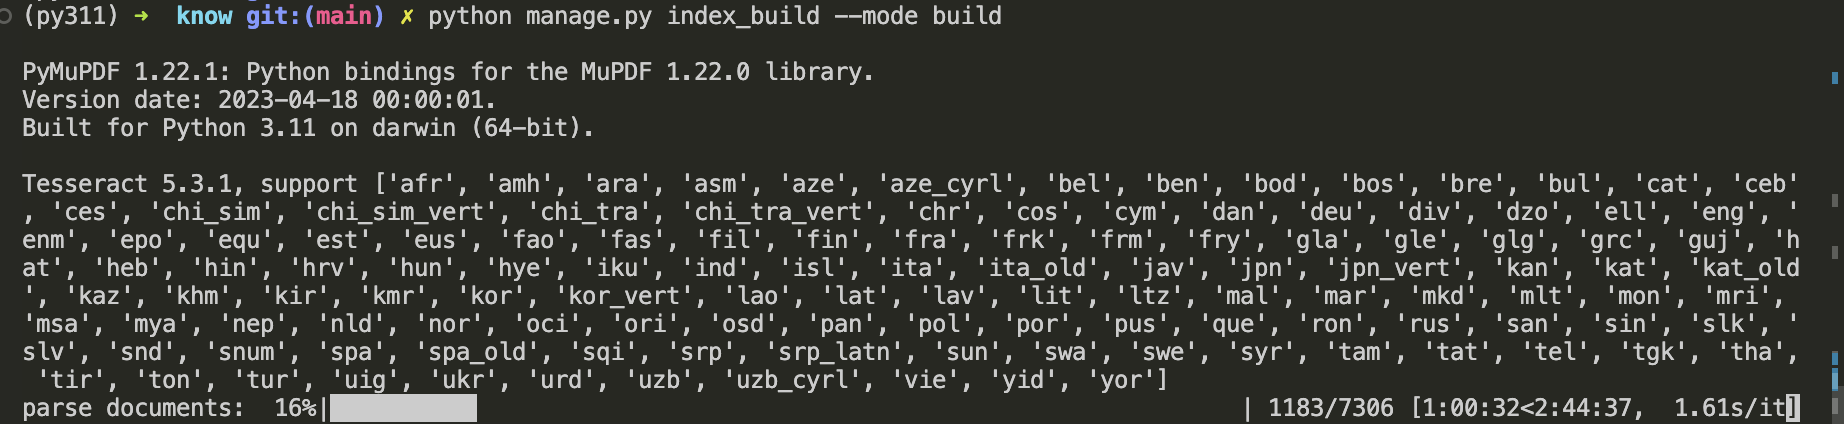 (py311) ➜  know git:(main) ✗ python manage.py index_build --mode build
PyMuPDF 1.22.1: Python bindings for the MuPDF 1.22.0 library.
Version date: 2023-04-18 00:00:01.
Built for Python 3.11 on darwin (64-bit).
Tesseract 5.3.1, support ['afr', 'amh', 'ara', 'asm', 'aze', 'aze_cyrl', 'bel', 'ben', 'bod', 'bos', 'bre', 'bul', 'cat', 'ceb'
, 'ces', 'chi_sim', 'chi_sim_vert', 'chi_tra', 'chi_tra_vert', 'chr', 'cos', 'cym', 'dan', 'deu', 'div', 'dzo', 'ell', 'eng', '
enm', 'epo', 'equ', 'est', 'eus', 'fao', 'fas', 'fil', 'fin', 'fra', 'frk', 'frm', 'fry', 'gla', 'gle', 'glg', 'grc', 'guj', 'h
at', 'heb', 'hin', 'hrv', 'hun', 'hye', 'iku', 'ind', 'isl', 'ita', 'ita_old', 'jav', 'jpn', 'jpn_vert', 'kan', 'kat', 'kat_old
', 'kaz', 'khm', 'kir', 'kmr', 'kor', 'kor_vert', 'lao', 'lat', 'lav', 'lit', 'ltz', 'mal', 'mar', 'mkd', 'mlt', 'mon', 'mri',
'msa', 'mya', 'nep', 'nld', 'nor', 'oci', 'ori', 'osd', 'pan', 'pol', 'por', 'pus', 'que', 'ron', 'rus', 'san', 'sin', 'slk', '
slv', 'snd', 'snum', 'spa', 'spa_old', 'sqi', 'srp', 'srp_latn', 'sun', 'swa', 'swe', 'syr', 'tam', 'tat', 'tel', 'tgk', 'tha',
 'tir', 'ton', 'tur', 'uig', 'ukr', 'urd', 'uzb', 'uzb_cyrl', 'vie', 'yid', 'yor']
parse documents:  16%| | 1183/7306 [1:00:32<2:44:37,  1.61s/it]